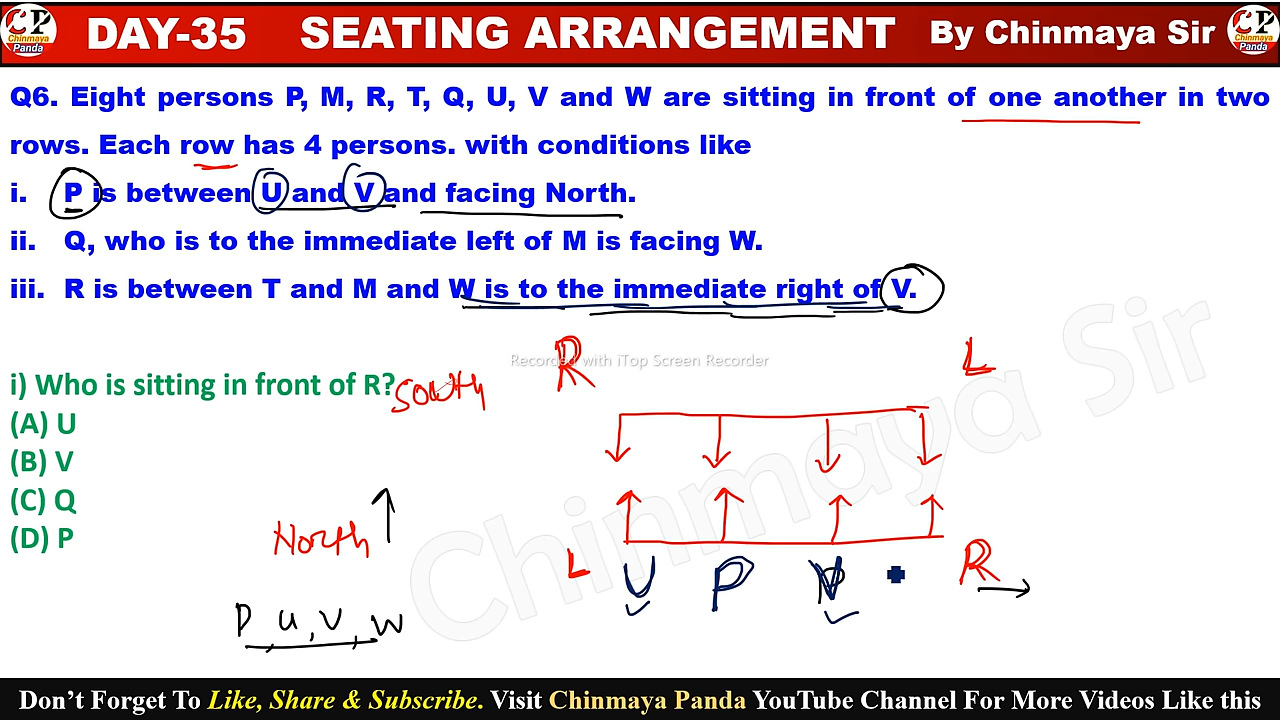 Chinmaya Panda DAY-35 SEATING ARRANGEMENT By Chinmaya Sir Chinmaya Panda
Q6. Eight persons P, M, R, T, Q, U, V and W are sitting in front of one another in two
rows. Each row has 4 persons. with conditions like
i. P is between U and V and facing North.
ii. Q, who is to the immediate left of M is facing W.
iii. R is between T and M and W is to the immediate right of V.
Recorded with iTop Screen Recorder
R L
i) Who is sitting in front of R? South
(A) U
(B) V
(C) Q
(D) P
North
L U P V R
P, U, V, W
Chinmaya Sir
Don't Forget To Like, Share & Subscribe. Visit Chinmaya Panda YouTube Channel For More Videos Like this